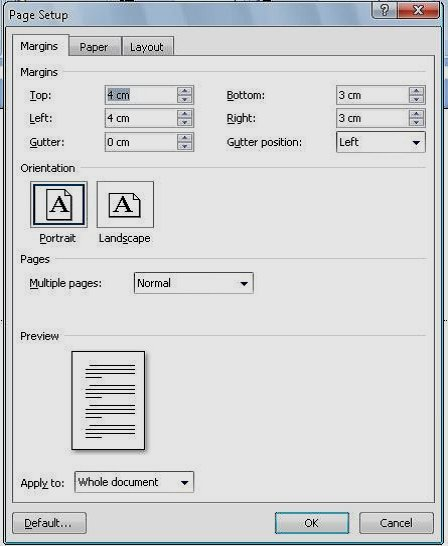 Page Setup
Margins Paper Layout
Margins
Top: 4 cm Bottom: 3 cm
Left: 4 cm Right: 3 cm
Gutter: 0 cm Gutter position: Left
Orientation
A A
Portrait Landscape
Pages
Multiple pages: Normal
Preview
Apply to: Whole document
Default... OK Cancel